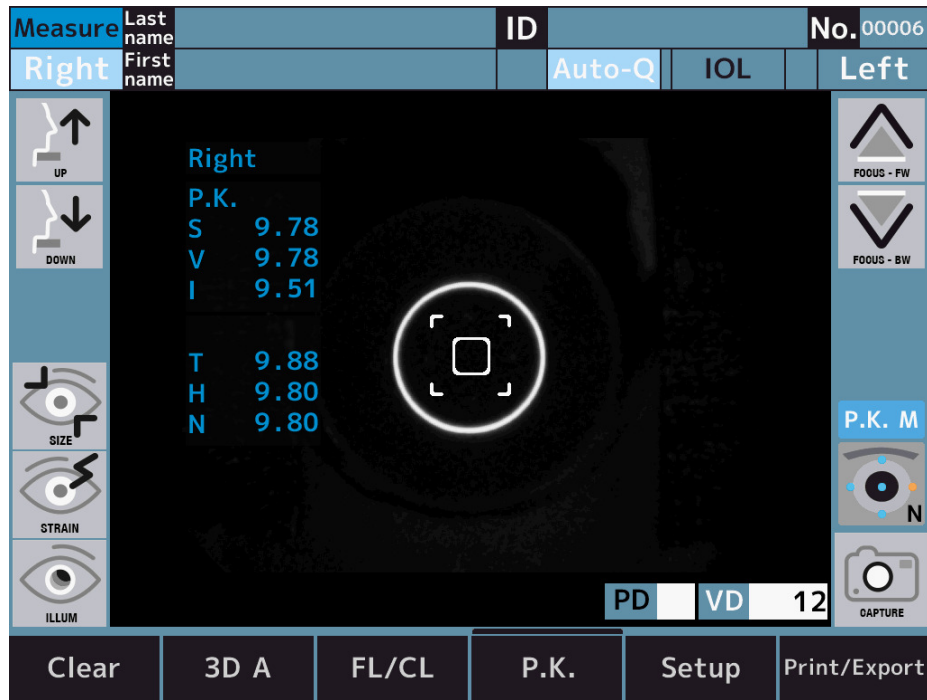 Measure Last name ID No. 00006
Right First name Auto-Q IOL Left
UP
DOWN
SIZE
STRAIN
ILLUM
Right
P.K.
S 9.78
V 9.78
I 9.51
T 9.88
H 9.80
N 9.80
FOCUS - FW
FOCUS - BW
P.K. M
N
CAPTURE
PD VD 12
Clear 3D A FL/CL P.K. Setup Print/Export